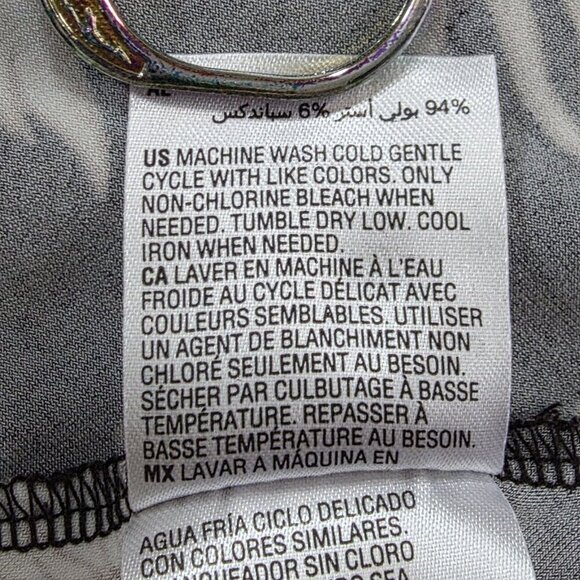 94% بولي أستر 6% سباندكس
US MACHINE WASH COLD GENTLE
CYCLE WITH LIKE COLORS. ONLY
NON-CHLORINE BLEACH WHEN
NEEDED. TUMBLE DRY LOW. COOL
IRON WHEN NEEDED.
CA LAVER EN MACHINE À L'EAU
FROIDE AU CYCLE DÉLICAT AVEC
COULEURS SEMBLABLES. UTILISER
UN AGENT DE BLANCHIMENT NON
CHLORÉ SEULEMENT AU BESOIN.
SÉCHER PAR CULBUTAGE À BASSE
TEMPÉRATURE. REPASSER À
BASSE TEMPÉRATURE AU BESOIN.
MX LAVAR A MÁQUINA EN
AGUA FRÍA CICLO DELICADO
CON COLORES SIMILARES.
SIN CLORO